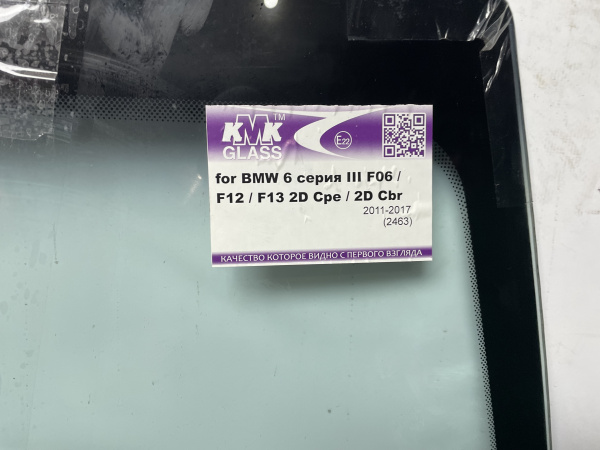 KMK TM
GLASS
E22
for BMW 6 серия III F06 /
F12 / F13 2D Cpe / 2D Cbr
2011-2017
(2463)
КАЧЕСТВО КОТОРОЕ ВИДНО С ПЕРВОГО ВЗГЛЯДА